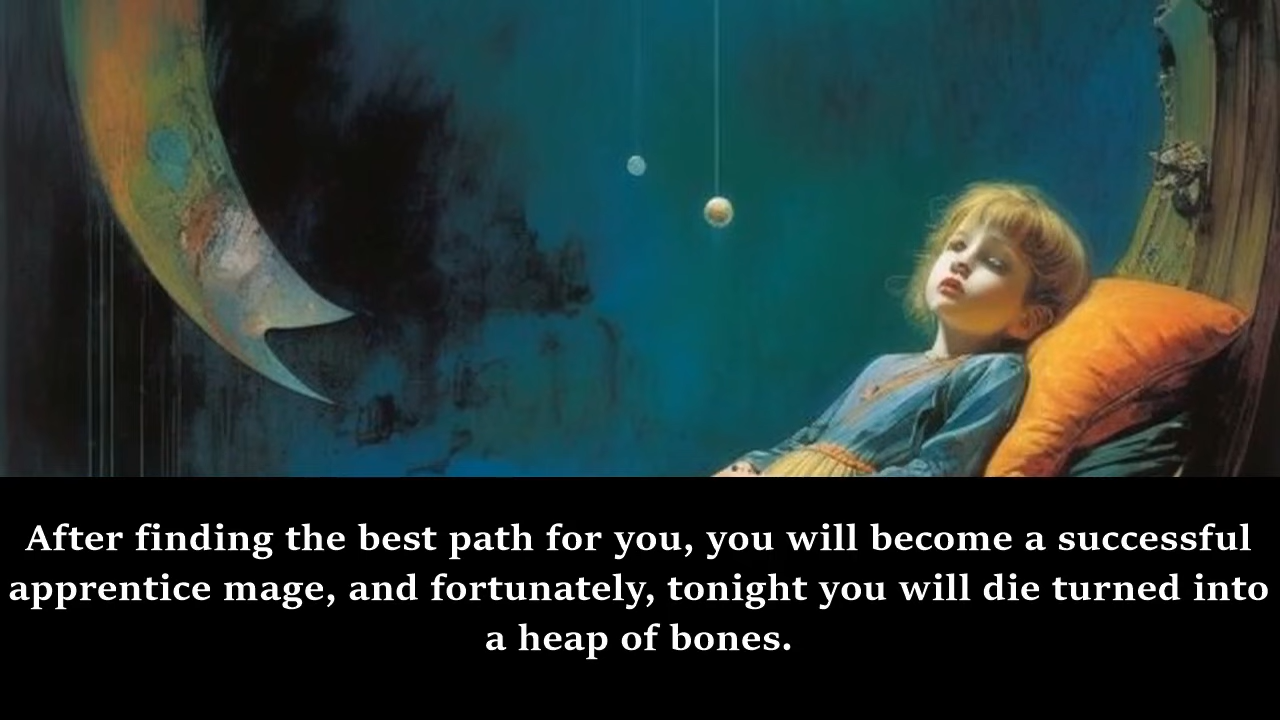 After finding the best path for you, you will become a successful
apprentice mage, and fortunately, tonight you will die turned into
a heap of bones.